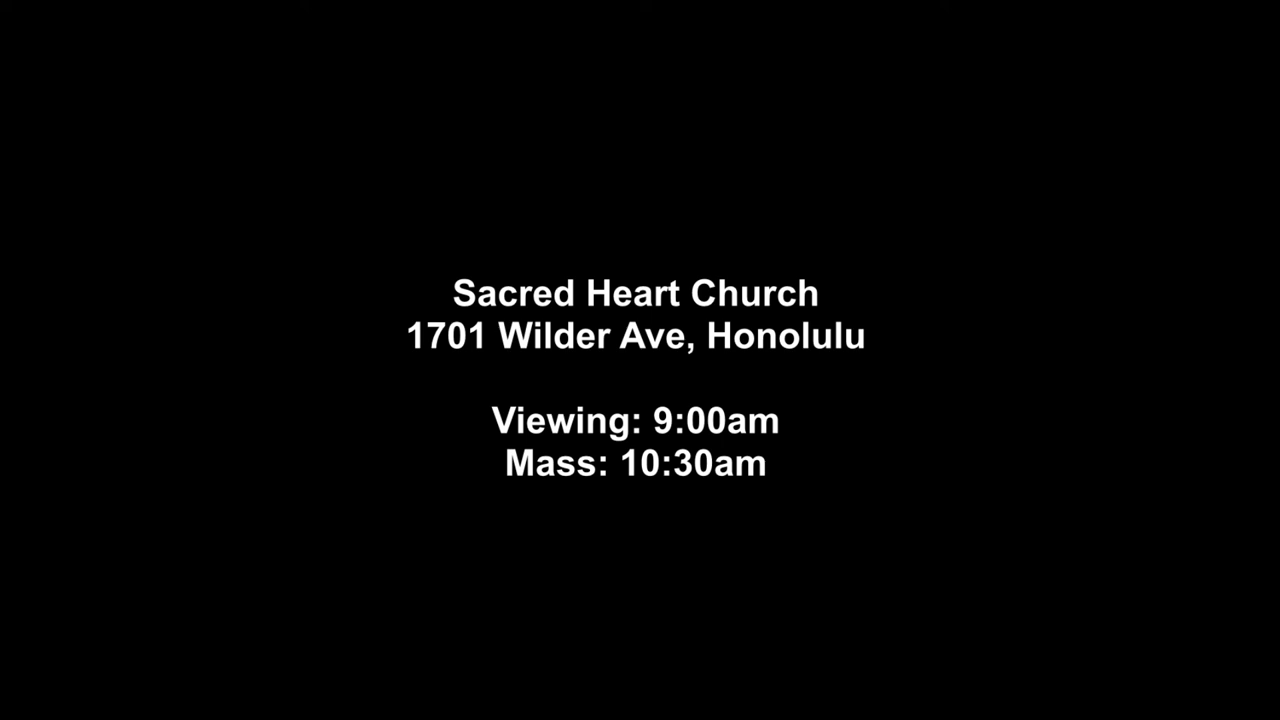 Sacred Heart Church
1701 Wilder Ave, Honolulu
Viewing: 9:00am
Mass: 10:30am